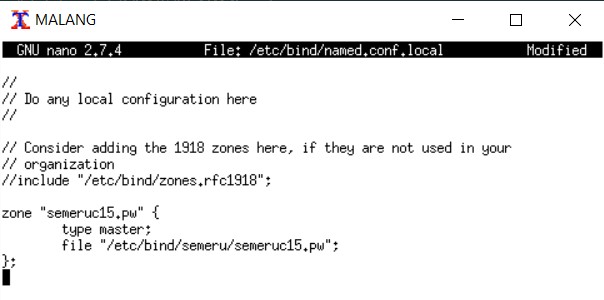 MALANG
GNU nano 2.7.4 File: /etc/bind/named.conf.local Modified
//
// Do any local configuration here
//
// Consider adding the 1918 zones here, if they are not used in your
// organization
//include "/etc/bind/zones.rfc1918";
zone "semeruc15.pw" {
type master;
file "/etc/bind/semeru/semeruc15.pw";
};